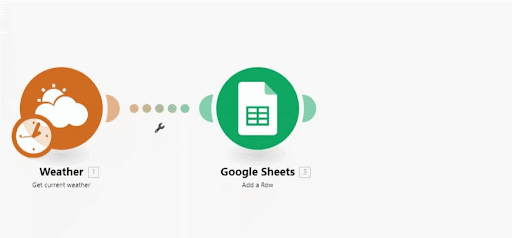 Weather 1
Get current weather
Google Sheets 3
Add a Row